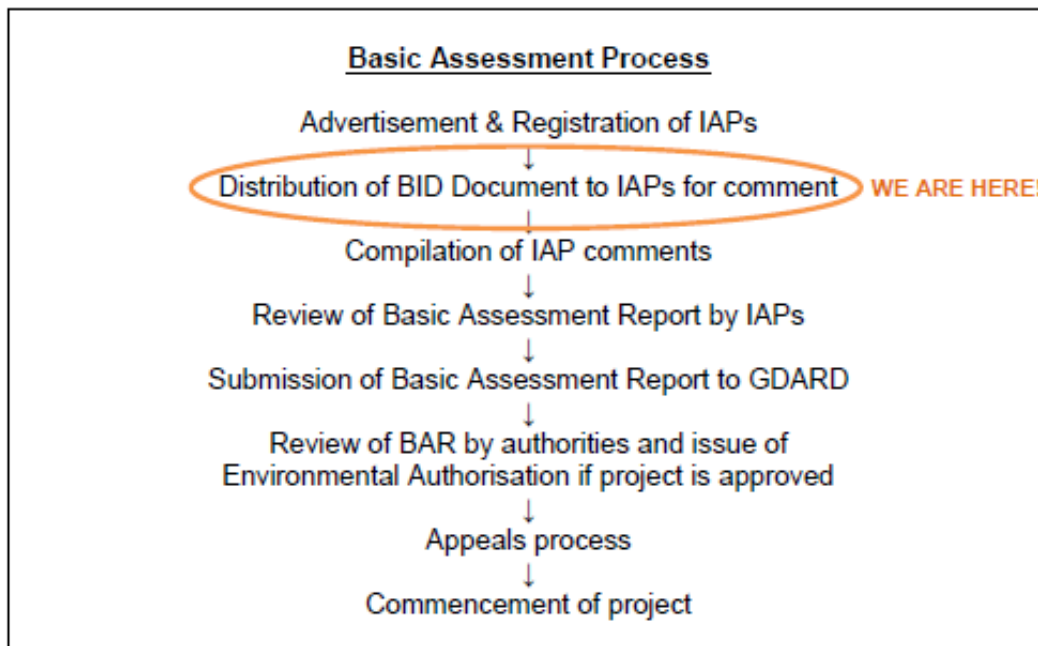 Basic Assessment Process
Advertisement & Registration of IAPs
↓
Distribution of BID Document to IAPs for comment WE ARE HERE!
↓
Compilation of IAP comments
↓
Review of Basic Assessment Report by IAPs
↓
Submission of Basic Assessment Report to GDARD
↓
Review of BAR by authorities and issue of
Environmental Authorisation if project is approved
↓
Appeals process
↓
Commencement of project